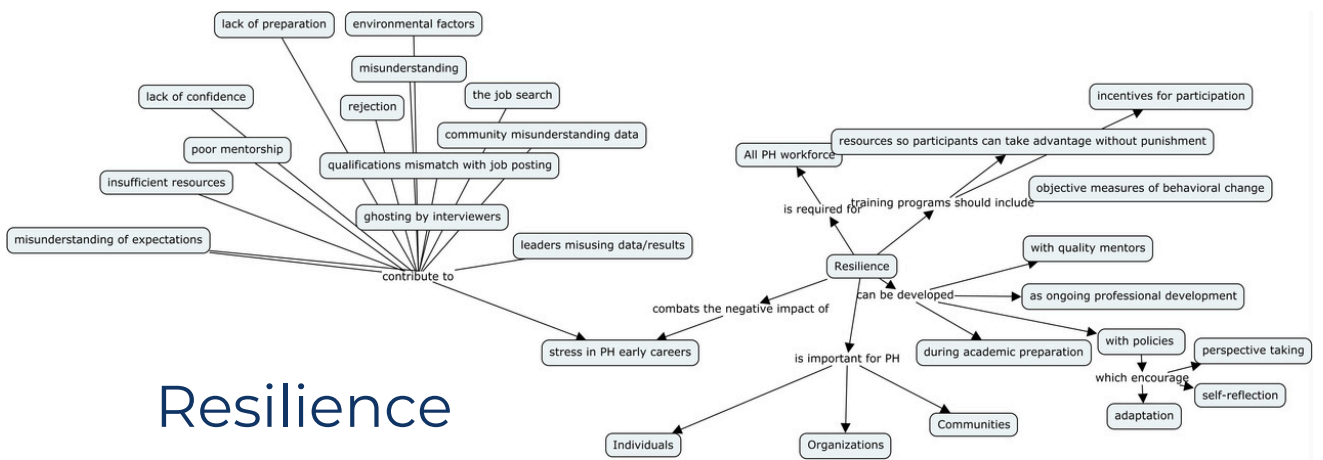 lack of preparation
environmental factors
misunderstanding
lack of confidence
rejection
the job search
incentives for participation
poor mentorship
community misunderstanding data
resources so participants can take advantage without punishment
All PH workforce
qualifications mismatch with job posting
insufficient resources
objective measures of behavioral change
is required for
training programs should include
ghosting by interviewers
misunderstanding of expectations
leaders misusing data/results
with quality mentors
contribute to
Resilience
can be developed
as ongoing professional development
combats the negative impact of
stress in PH early careers
is important for PH
during academic preparation
with policies
perspective taking
which encourage
self-reflection
adaptation
Resilience
Individuals
Organizations
Communities